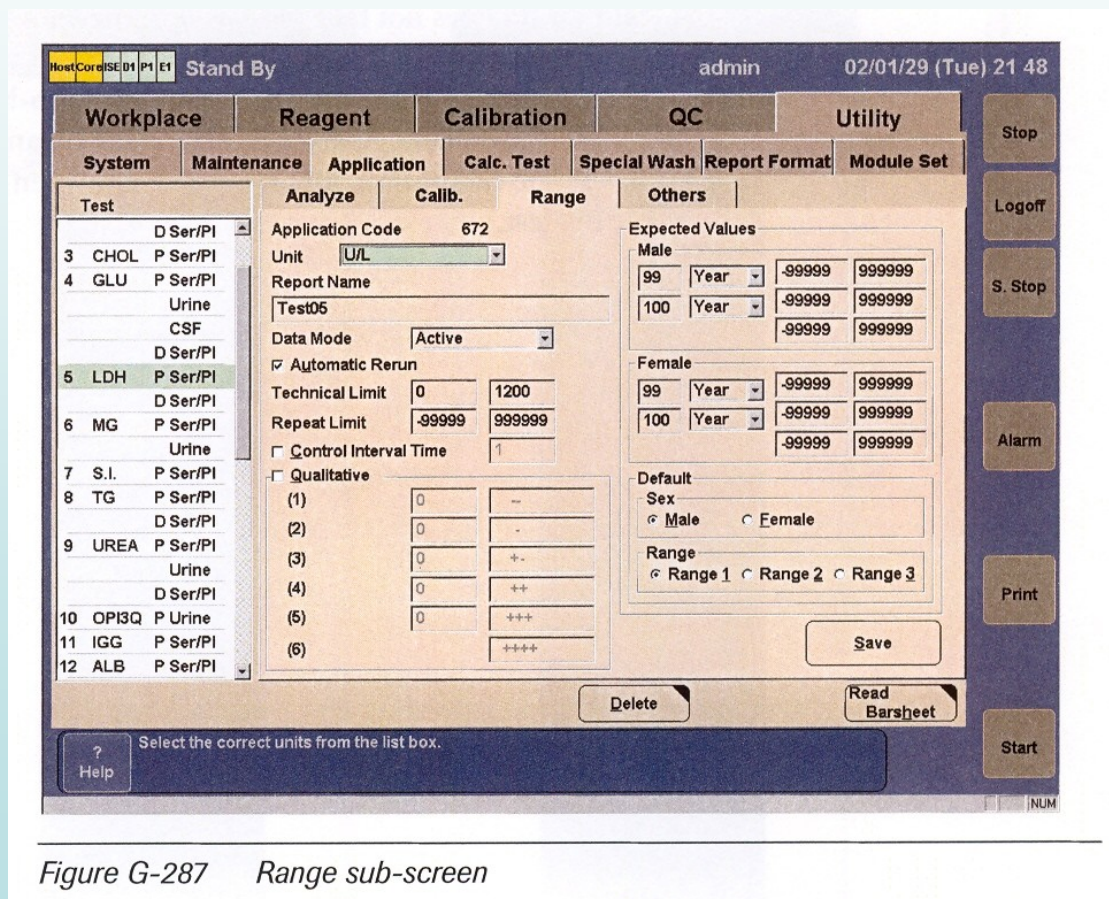 Host Core ISE D1 P1 E1 Stand By admin 02/01/29 (Tue) 21 48
Workplace Reagent Calibration QC Utility
System Maintenance Application Calc. Test Special Wash Report Format Module Set
Stop
Logoff
S. Stop
Alarm
Print
Start
Test
D Ser/Pl
3 CHOL P Ser/Pl
4 GLU P Ser/Pl
Urine
CSF
D Ser/Pl
5 LDH P Ser/Pl
D Ser/Pl
6 MG P Ser/Pl
Urine
7 S.I. P Ser/Pl
8 TG P Ser/Pl
D Ser/Pl
9 UREA P Ser/Pl
Urine
D Ser/Pl
10 OPI3Q P Urine
11 IGG P Ser/Pl
12 ALB P Ser/Pl
Analyze Calib. Range Others
Application Code 672
Unit U/L
Report Name
Test05
Data Mode Active
Automatic Rerun
Technical Limit 0 1200
Repeat Limit -99999 999999
Control Interval Time 1
Qualitative
(1) 0 --
(2) 0 -
(3) 0 +-
(4) 0 ++
(5) 0 +++
(6) ++++
Expected Values
Male
99 Year -99999 999999
100 Year -99999 999999
-99999 999999
Female
99 Year -99999 999999
100 Year -99999 999999
-99999 999999
Default
Sex
Male Female
Range
Range 1 Range 2 Range 3
Save
Delete
Read
Barsheet
?
Help
Select the correct units from the list box.
NUM
Figure G-287 Range sub-screen